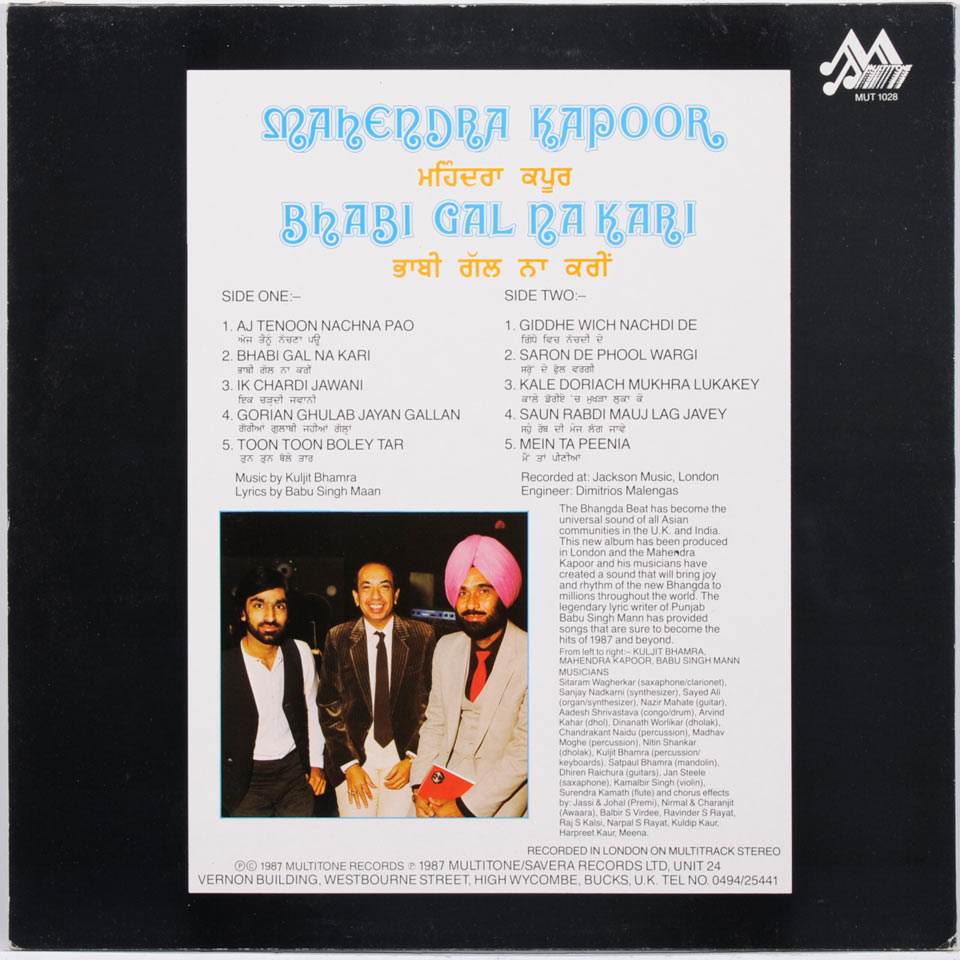 MULTITONE
MUT 1028
MAHENDRA KAPOOR
ਮਹਿੰਦਰਾ ਕਪੂਰ
BHABI GAL NA KARI
ਭਾਬੀ ਗੱਲ ਨਾ ਕਰੀਂ
SIDE ONE:–
1. AJ TENOON NACHNA PAO
ਅੱਜ ਤੈਨੂੰ ਨੱਚਣਾ ਪਊ
2. BHABI GAL NA KARI
ਭਾਬੀ ਗੱਲ ਨਾ ਕਰੀਂ
3. IK CHARDI JAWANI
ਇਕ ਚੜਦੀ ਜਵਾਨੀ
4. GORIAN GHULAB JAYAN GALLAN
ਗੋਰੀਆਂ ਗੁਲਾਬੀ ਜਹੀਆਂ ਗੱਲ੍ਹਾਂ
5. TOON TOON BOLEY TAR
ਤੁਨ ਤੁਨ ਬੋਲੇ ਤਾਰ
Music by Kuljit Bhamra
Lyrics by Babu Singh Maan
SIDE TWO:–
1. GIDDHE WICH NACHDI DE
ਗਿੱਧੇ ਵਿਚ ਨੱਚਦੀ ਦੇ
2. SARON DE PHOOL WARGI
ਸਰ੍ਹੋਂ ਦੇ ਫੁੱਲ ਵਰਗੀ
3. KALE DORIACH MUKHRA LUKAKEY
ਕਾਲੇ ਡੋਰੀਏ 'ਚ ਮੁਖੜਾ ਲੁਕਾ ਕੇ
4. SAUN RABDI MAUJ LAG JAVEY
ਸਹੁੰ ਰੱਬ ਦੀ ਮੌਜ ਲੱਗ ਜਾਵੇ
5. MEIN TA PEENIA
ਮੈਂ ਤਾਂ ਪੀਣੀਆ
Recorded at: Jackson Music, London
Engineer: Dimitrios Malengas
The Bhangda Beat has become the
universal sound of all Asian
communities in the U.K. and India.
This new album has been produced
in London and the Mahendra
Kapoor and his musicians have
created a sound that will bring joy
and rhythm of the new Bhangda to
millions throughout the world. The
legendary lyric writer of Punjab
Babu Singh Mann has provided
songs that are sure to become the
hits of 1987 and beyond.
From left to right:– KULJIT BHAMRA,
MAHENDRA KAPOOR, BABU SINGH MANN
MUSICIANS
Sitaram Wagherkar (saxaphone/clarionet),
Sanjay Nadkarni (synthesizer), Sayed Ali
(organ/synthesizer), Nazir Mahate (guitar),
Aadesh Shrivastava (congo/drum), Arvind
Kahar (dhol), Dinanath Worlikar (dholak),
Chandrakant Naidu (percussion), Madhav
Moghe (percussion), Nitin Shankar
(dholak), Kuljit Bhamra (percussion/
keyboards), Satpaul Bhamra (mandolin),
Dhiren Raichura (guitars), Jan Steele
(saxaphone), Kamalbir Singh (violin),
Surendra Kamath (flute) and chorus effects
by: Jassi & Johal (Premi), Nirmal & Charanjit
(Awaara), Balbir S Virdee, Ravinder S Rayat,
Raj S Kalsi, Narpal S Rayat, Kuldip Kaur,
Harpreet Kaur, Meena.
RECORDED IN LONDON ON MULTITRACK STEREO
℗© 1987 MULTITONE RECORDS ℗ 1987 MULTITONE/SAVERA RECORDS LTD, UNIT 24
VERNON BUILDING, WESTBOURNE STREET, HIGH WYCOMBE, BUCKS, U.K. TEL NO. 0494/25441